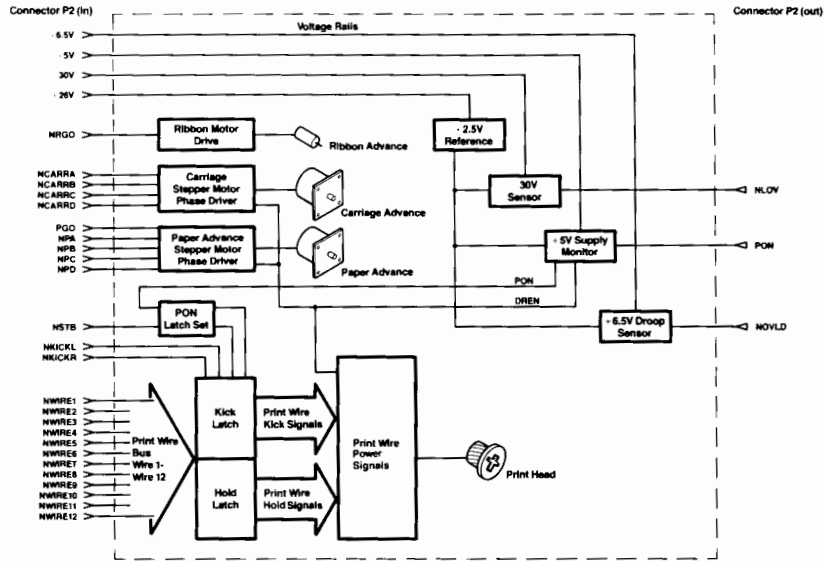 Connector P2 (in)
Connector P2 (out)
Voltage Rails
· 6.5V
· 5V
30V
· 26V
NRGO
Ribbon Motor
Drive
Ribbon Advance
· 2.5V
Reference
NCARRA
NCARRB
NCARRC
NCARRD
Carriage
Stepper Motor
Phase Driver
Carriage Advance
30V
Sensor
NLOV
PGO
NPA
NPB
NPC
NPD
Paper Advance
Stepper Motor
Phase Driver
Paper Advance
· 5V Supply
Monitor
PON
PON
DREN
NSTB
PON
Latch Set
· 6.5V Droop
Sensor
NOVLD
NKICKL
NKICKR
NWIRE1
NWIRE2
NWIRE3
NWIRE4
NWIRE5
NWIRE6
NWIRE7
NWIRE8
NWIRE9
NWIRE10
NWIRE11
NWIRE12
Print Wire
Bus
Wire 1-
Wire 12
Kick
Latch
Print Wire
Kick Signals
Hold
Latch
Print Wire
Hold Signals
Print Wire
Power
Signals
Print Head